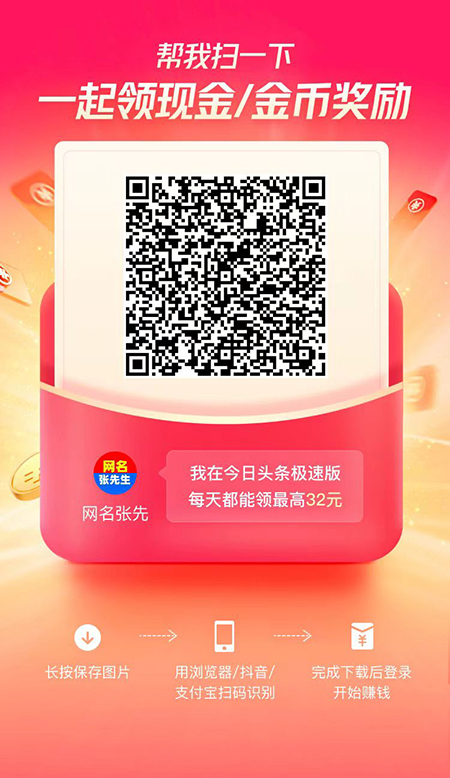 帮我扫一下
一起领现金/金币奖励
网名
张先生
网名张先
我在今日头条极速版
每天都能领最高32元
长按保存图片
用浏览器/抖音/
支付宝扫码识别
完成下载后登录
开始赚钱